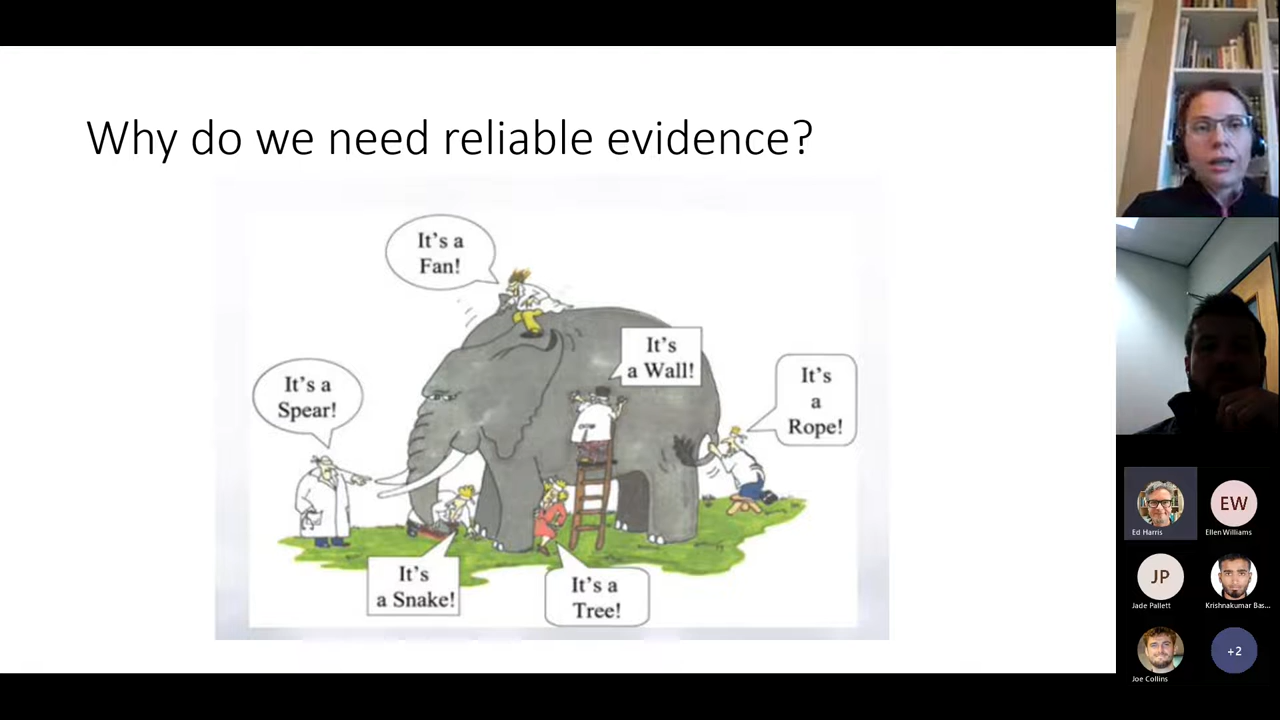 Why do we need reliable evidence?
It's a
Fan!
It's
a Wall!
It's a
Spear!
It's
a
Rope!
It's
a Snake!
It's a
Tree!
Ed Harris
EW
Ellen Williams
JP
Jade Pallett
Krishnakumar Bas...
Joe Collins
+2